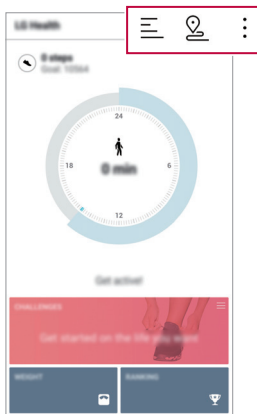 LG Health
0 steps
Goal: 10564
24
18
6
0 min
12
Get active!
CHALLENGES
Get started on the life you want
WEIGHT
RANKING